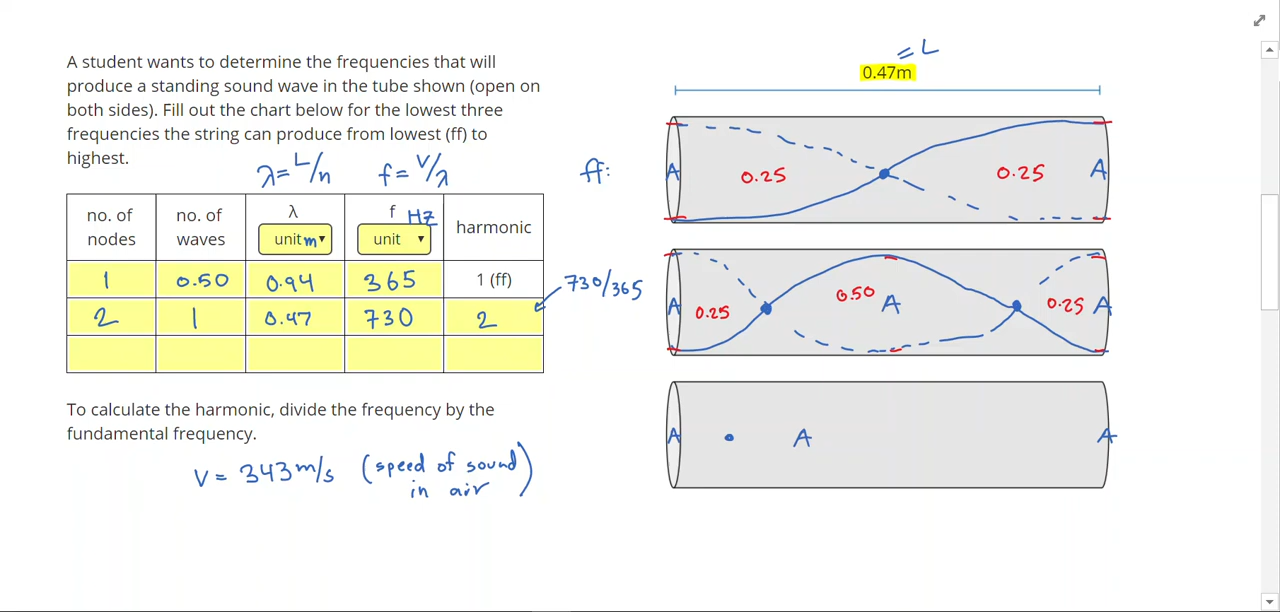 = L
0.47m
A student wants to determine the frequencies that will
produce a standing sound wave in the tube shown (open on
both sides). Fill out the chart below for the lowest three
frequencies the string can produce from lowest (ff) to
highest.
λ = L/n f = V/λ ff:
no. of nodes no. of waves λ unit m f Hz unit harmonic
1 0.50 0.94 365 1 (ff)
2 1 0.47 730 2
730/365
To calculate the harmonic, divide the frequency by the
fundamental frequency.
V = 343 m/s (speed of sound
in air)
A 0.25 0.25 A
A 0.25 0.50 A 0.25 A
A A A